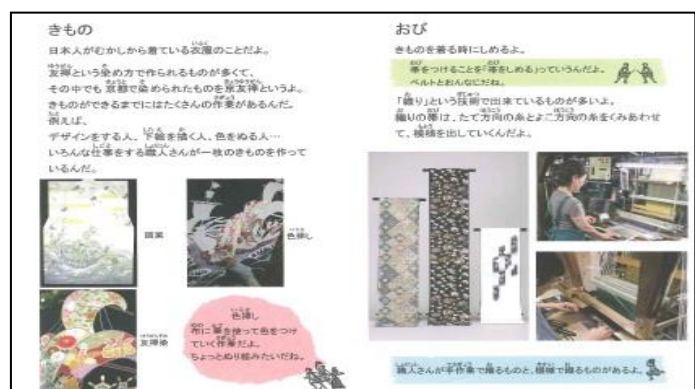 きもの
日本人がむかしから着ている衣服のことだよ。
友禅という染め方で作られるものが多くて、
その中でも京都で染められたものを京友禅というよ。
きものができるまでにはたくさんの作業があるんだ。
例えば、
デザインをする人、下絵を描く人、色をぬる人…
いろんな仕事をする職人さんが一枚のきものを作って
いるんだ。
図案
色挿し
友禅染
色挿し
布に筆を使って色をつけ
ていく作業だよ。
ちょっとぬり絵みたいだね。
おび
きものを着る時にしめるよ。
帯をつけることを「帯をしめる」っていうんだよ。
ベルトとおんなじだね。
「織り」という技術で出来ているものが多いよ。
織りの帯は、たて方向の糸とよこ方向の糸をくみあわせ
て、模様を出していくんだよ。
職人さんが手作業で織るものと、機械で織るものがあるよ。